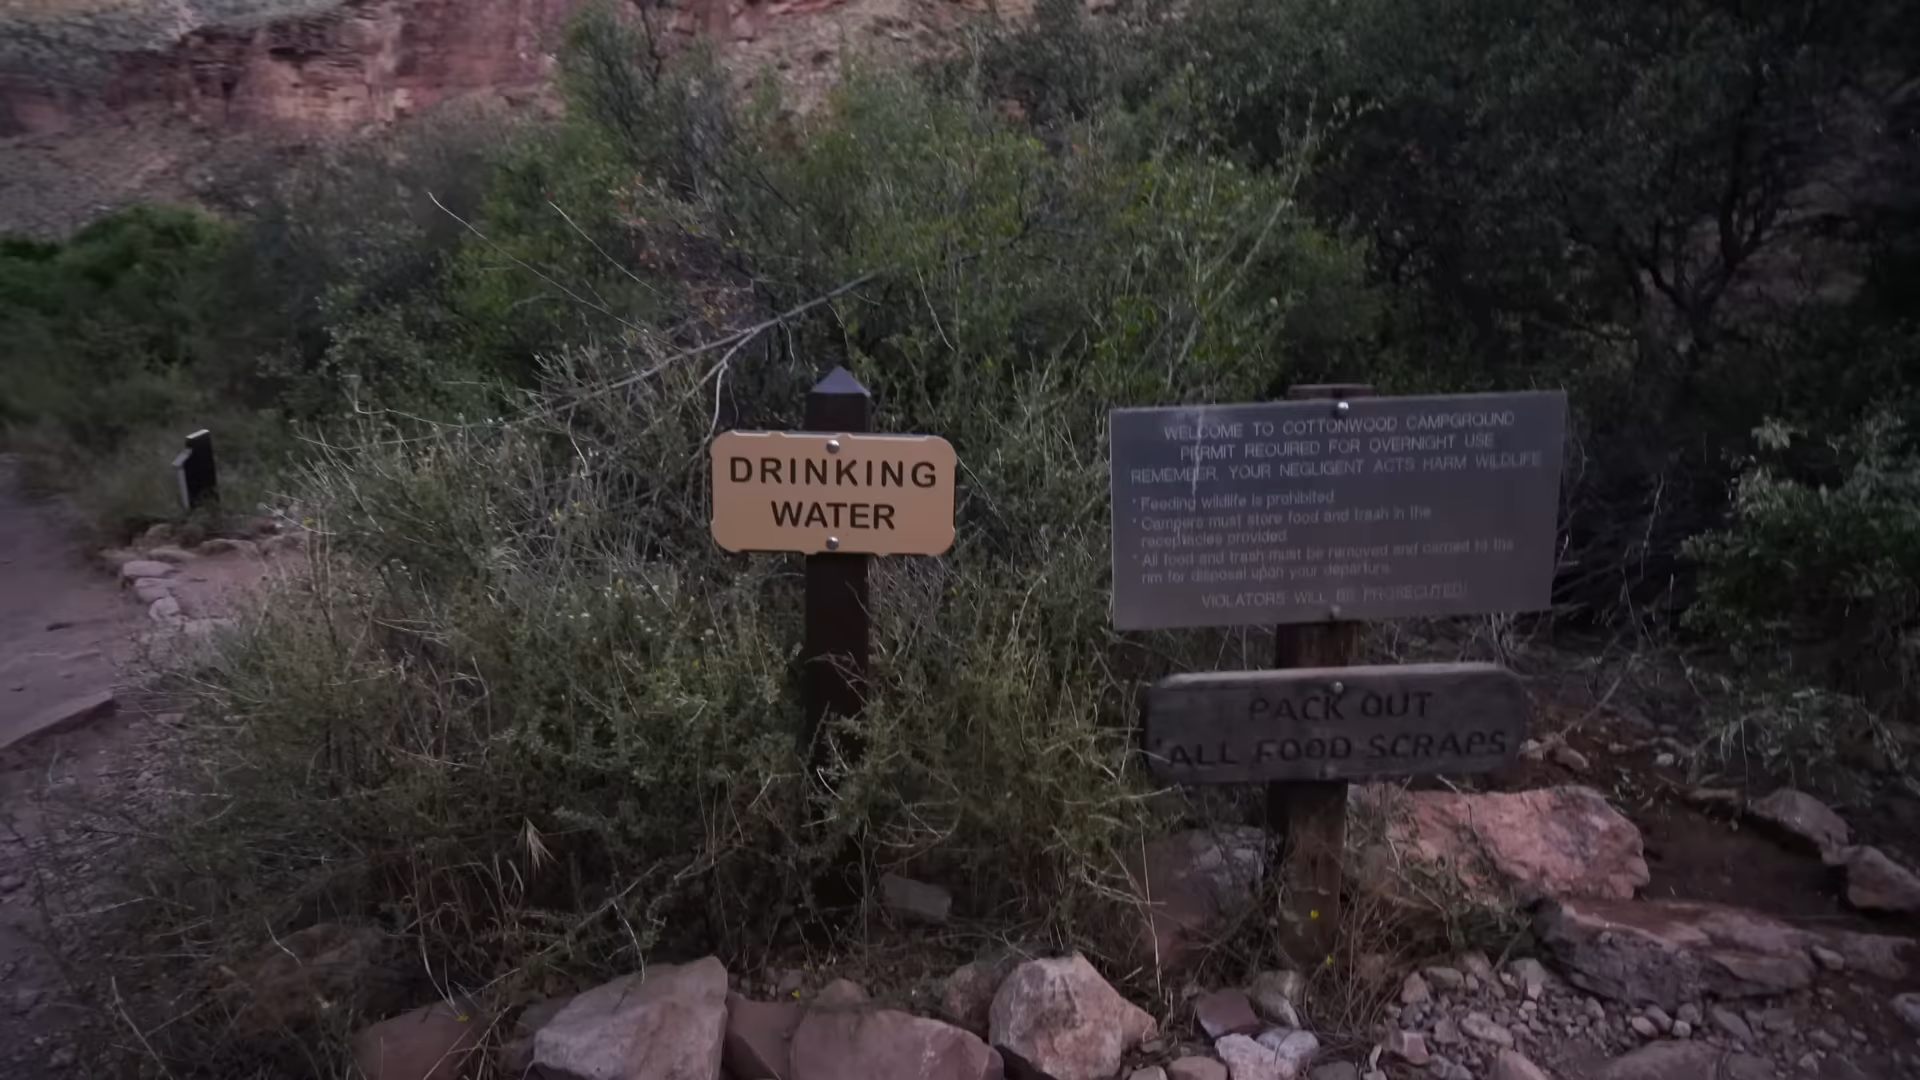 DRINKING
WATER
WELCOME TO COTTONWOOD CAMPGROUND
PERMIT REQUIRED FOR OVERNIGHT USE
REMEMBER, YOUR NEGLIGENT ACTS HARM WILDLIFE
* Feeding wildlife is prohibited
* Campers must store food and trash in the
receptacles provided
* All food and trash must be removed and carried to the
rim for disposal upon your departure.
VIOLATORS WILL BE PROSECUTED!
PACK OUT
ALL FOOD SCRAPS